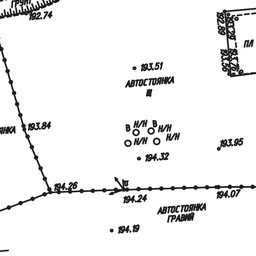 ГРУНТ
192.74
ПЛ
193.51
АВТОСТОЯНКА
Щ
В Н/Н Н/Н
Н/Н Н/Н
193.84
193.95
194.32
194.26
194.24
194.07
АВТОСТОЯНКА
ГРАВИЙ
194.19